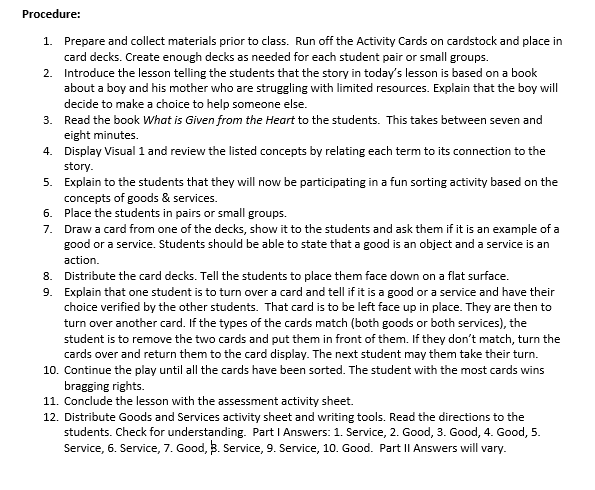 Procedure:
1. Prepare and collect materials prior to class.  Run off the Activity Cards on cardstock and place in
card decks. Create enough decks as needed for each student pair or small groups.
2. Introduce the lesson telling the students that the story in today's lesson is based on a book
about a boy and his mother who are struggling with limited resources. Explain that the boy will
decide to make a choice to help someone else.
3. Read the book What is Given from the Heart to the students.  This takes between seven and
eight minutes.
4. Display Visual 1 and review the listed concepts by relating each term to its connection to the
story.
5. Explain to the students that they will now be participating in a fun sorting activity based on the
concepts of goods & services.
6. Place the students in pairs or small groups.
7. Draw a card from one of the decks, show it to the students and ask them if it is an example of a
good or a service. Students should be able to state that a good is an object and a service is an
action.
8. Distribute the card decks. Tell the students to place them face down on a flat surface.
9. Explain that one student is to turn over a card and tell if it is a good or a service and have their
choice verified by the other students.  That card is to be left face up in place. They are then to
turn over another card. If the types of the cards match (both goods or both services), the
student is to remove the two cards and put them in front of them. If they don't match, turn the
cards over and return them to the card display. The next student may them take their turn.
10. Continue the play until all the cards have been sorted. The student with the most cards wins
bragging rights.
11. Conclude the lesson with the assessment activity sheet.
12. Distribute Goods and Services activity sheet and writing tools. Read the directions to the
students. Check for understanding.  Part I Answers: 1. Service, 2. Good, 3. Good, 4. Good, 5.
Service, 6. Service, 7. Good, 8. Service, 9. Service, 10. Good.  Part II Answers will vary.